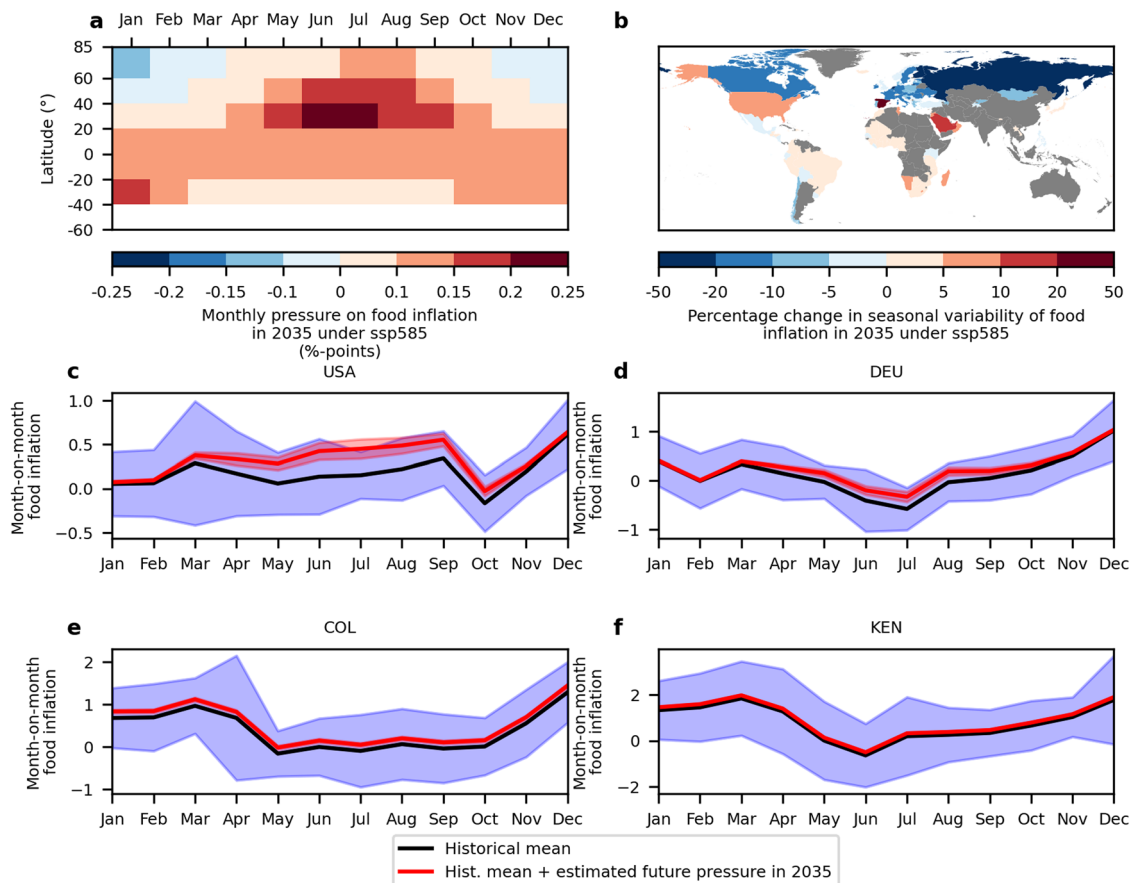 a
Jan Feb Mar Apr May Jun Jul Aug Sep Oct Nov Dec
85
60
40
20
0
-20
-40
-60
Latitude (°)
-0.25 -0.2 -0.15 -0.1 0 0.1 0.15 0.2 0.25
Monthly pressure on food inflation
in 2035 under ssp585
(%-points)
b
-50 -20 -10 -5 0 5 10 20 50
Percentage change in seasonal variability of food
inflation in 2035 under ssp585
c
USA
Month-on-month
food inflation
1.0
0.5
0.0
−0.5
Jan Feb Mar Apr May Jun Jul Aug Sep Oct Nov Dec
d
DEU
Month-on-month
food inflation
1
0
−1
Jan Feb Mar Apr May Jun Jul Aug Sep Oct Nov Dec
e
COL
Month-on-month
food inflation
2
1
0
−1
Jan Feb Mar Apr May Jun Jul Aug Sep Oct Nov Dec
f
KEN
Month-on-month
food inflation
2
0
−2
Jan Feb Mar Apr May Jun Jul Aug Sep Oct Nov Dec
Historical mean
Hist. mean + estimated future pressure in 2035